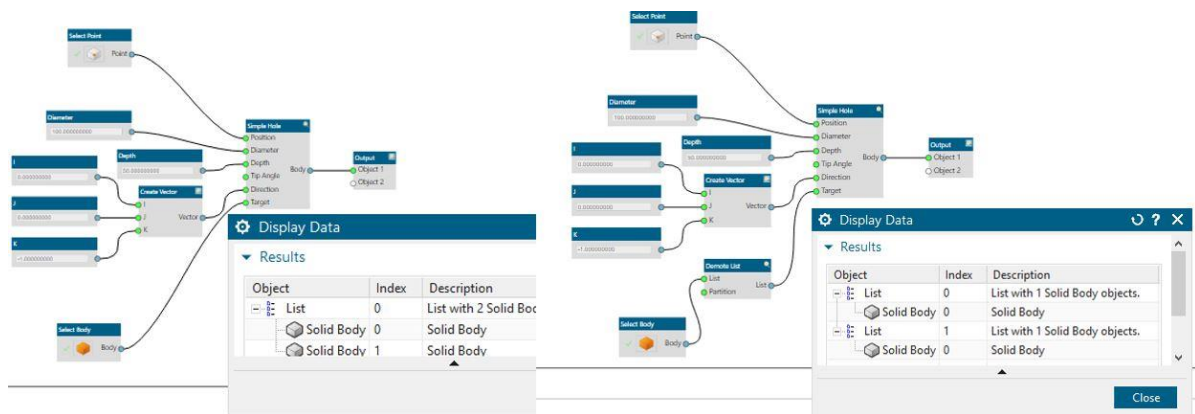 Select Point
Point
Diameter
100.000000000
I
0.000000000
Depth
50.000000000
J
0.000000000
K
-1.000000000
Create Vector
I
J
K
Vector
Simple Hole
Position
Diameter
Depth
Tip Angle
Direction
Target
Body
Output
Object 1
Object 2
Select Body
Body
Display Data
Results
Object Index Description
List 0 List with 2 Solid Bo
Solid Body 0 Solid Body
Solid Body 1 Solid Body
Select Point
Point
Diameter
100.000000000
I
0.000000000
Depth
50.000000000
J
0.000000000
K
-1.000000000
Create Vector
I
J
K
Vector
Simple Hole
Position
Diameter
Depth
Tip Angle
Direction
Target
Body
Output
Object 1
Object 2
Demote List
List
Partition
List
Select Body
Body
Display Data
Results
Object Index Description
List 0 List with 1 Solid Body objects.
Solid Body 0 Solid Body
List 1 List with 1 Solid Body objects.
Solid Body 0 Solid Body
Close